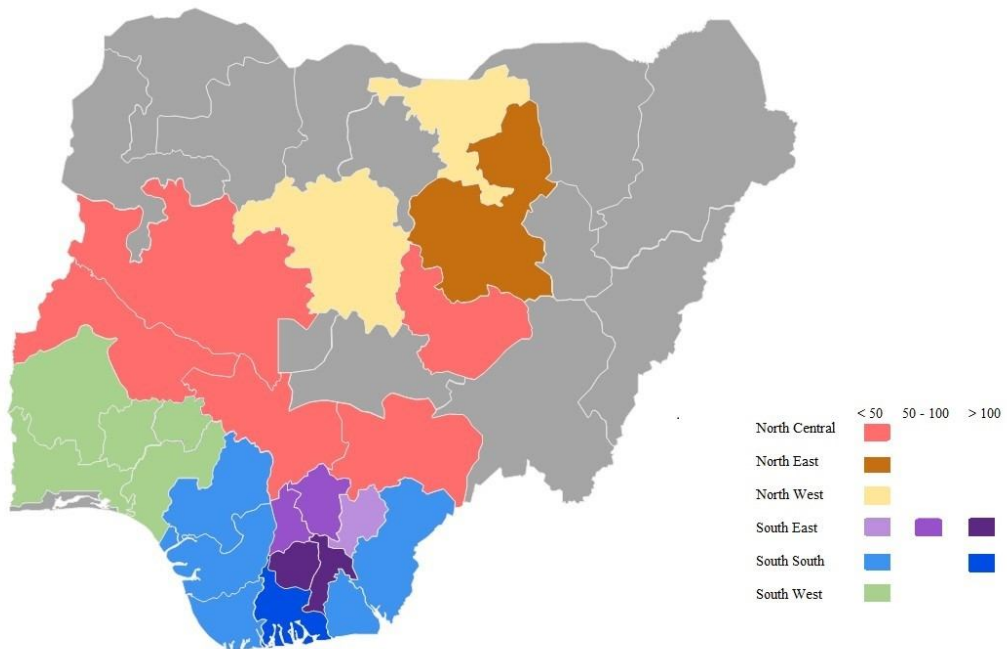 < 50 50 - 100 > 100
North Central
North East
North West
South East
South South
South West
.